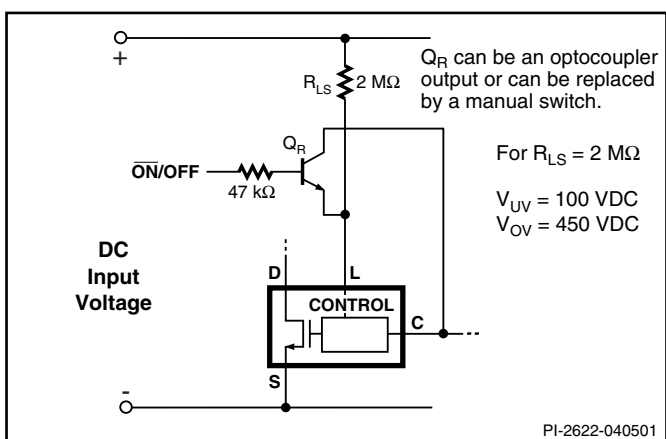 +
R_LS 2 MΩ
Q_R can be an optocoupler
output or can be replaced
by a manual switch.
Q_R
For R_LS = 2 MΩ
O̅N̅/OFF
47 kΩ
V_UV = 100 VDC
V_OV = 450 VDC
DC
Input
Voltage
D
L
CONTROL
C
S
-
PI-2622-040501